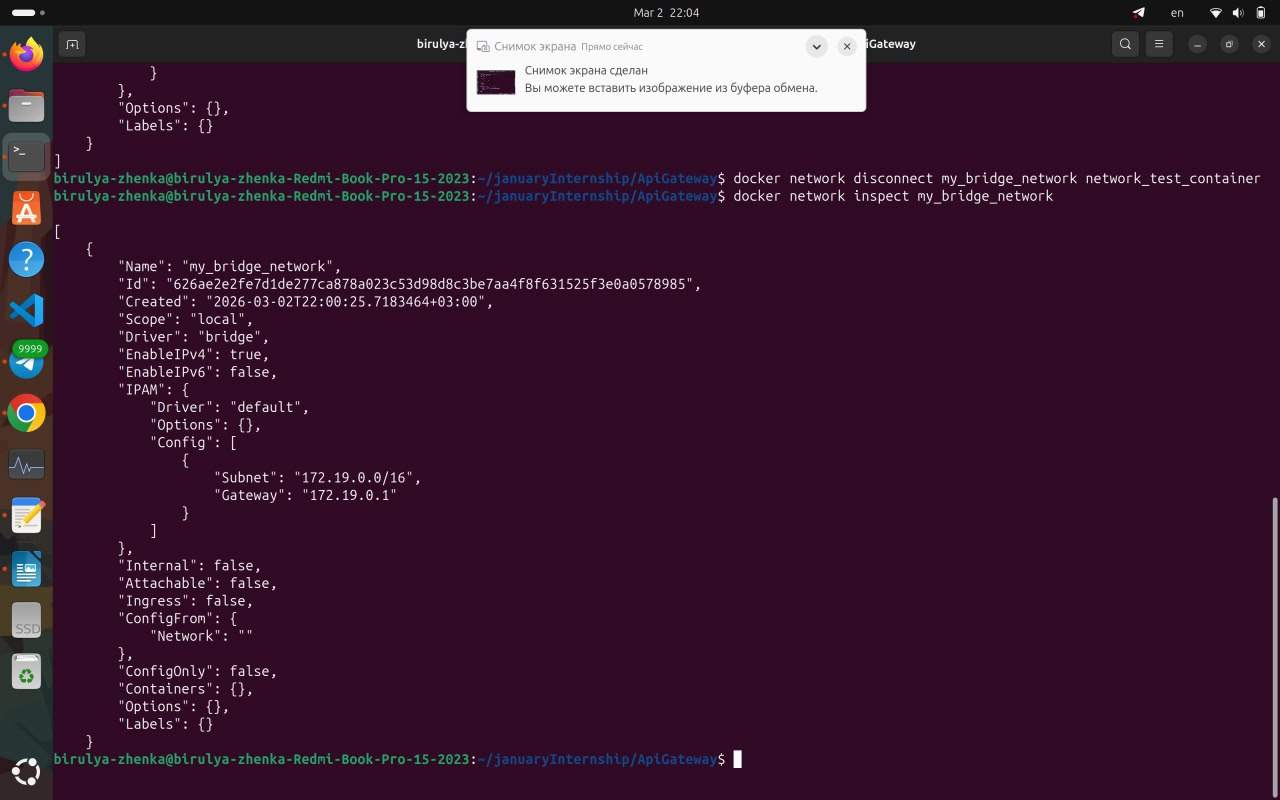 Mar 2 22:04
en
birulya-z
iGateway
Снимок экрана Прямо сейчас
Снимок экрана сделан
Вы можете вставить изображение из буфера обмена.
9999
SSD
            }
        },
        "Options": {},
        "Labels": {}
    }
]
birulya-zhenka@birulya-zhenka-Redmi-Book-Pro-15-2023:~/januaryInternship/ApiGateway$ docker network disconnect my_bridge_network network_test_container
birulya-zhenka@birulya-zhenka-Redmi-Book-Pro-15-2023:~/januaryInternship/ApiGateway$ docker network inspect my_bridge_network
[
    {
        "Name": "my_bridge_network",
        "Id": "626ae2e2fe7d1de277ca878a023c53d98d8c3be7aa4f8f631525f3e0a0578985",
        "Created": "2026-03-02T22:00:25.7183464+03:00",
        "Scope": "local",
        "Driver": "bridge",
        "EnableIPv4": true,
        "EnableIPv6": false,
        "IPAM": {
            "Driver": "default",
            "Options": {},
            "Config": [
                {
                    "Subnet": "172.19.0.0/16",
                    "Gateway": "172.19.0.1"
                }
            ]
        },
        "Internal": false,
        "Attachable": false,
        "Ingress": false,
        "ConfigFrom": {
            "Network": ""
        },
        "ConfigOnly": false,
        "Containers": {},
        "Options": {},
        "Labels": {}
    }
birulya-zhenka@birulya-zhenka-Redmi-Book-Pro-15-2023:~/januaryInternship/ApiGateway$